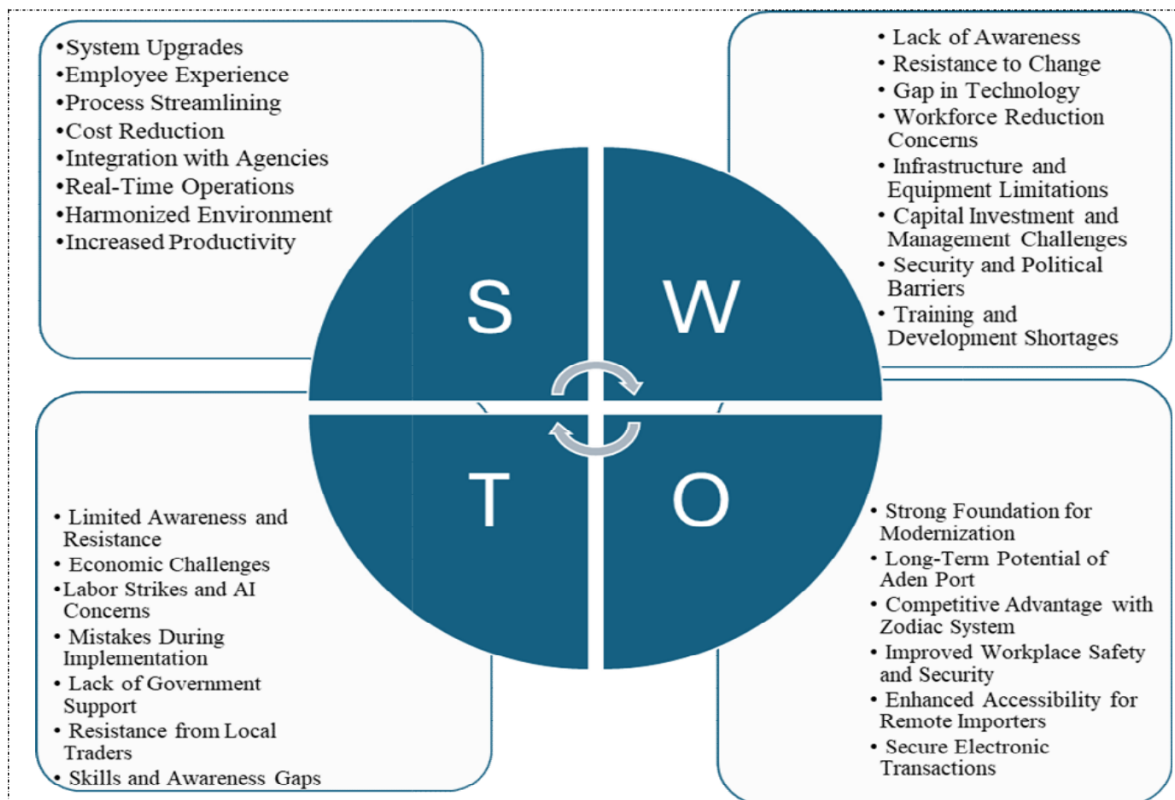 •System Upgrades
•Employee Experience
•Process Streamlining
•Cost Reduction
•Integration with Agencies
•Real-Time Operations
•Harmonized Environment
•Increased Productivity
• Lack of Awareness
• Resistance to Change
• Gap in Technology
• Workforce Reduction
Concerns
• Infrastructure and
Equipment Limitations
• Capital Investment and
Management Challenges
• Security and Political
Barriers
• Training and
Development Shortages
S
W
T
O
• Limited Awareness and
Resistance
• Economic Challenges
•Labor Strikes and AI
Concerns
• Mistakes During
Implementation
• Lack of Government
Support
• Resistance from Local
Traders
• Skills and Awareness Gaps
• Strong Foundation for
Modernization
• Long-Term Potential of
Aden Port
• Competitive Advantage with
Zodiac System
• Improved Workplace Safety
and Security
• Enhanced Accessibility for
Remote Importers
• Secure Electronic
Transactions